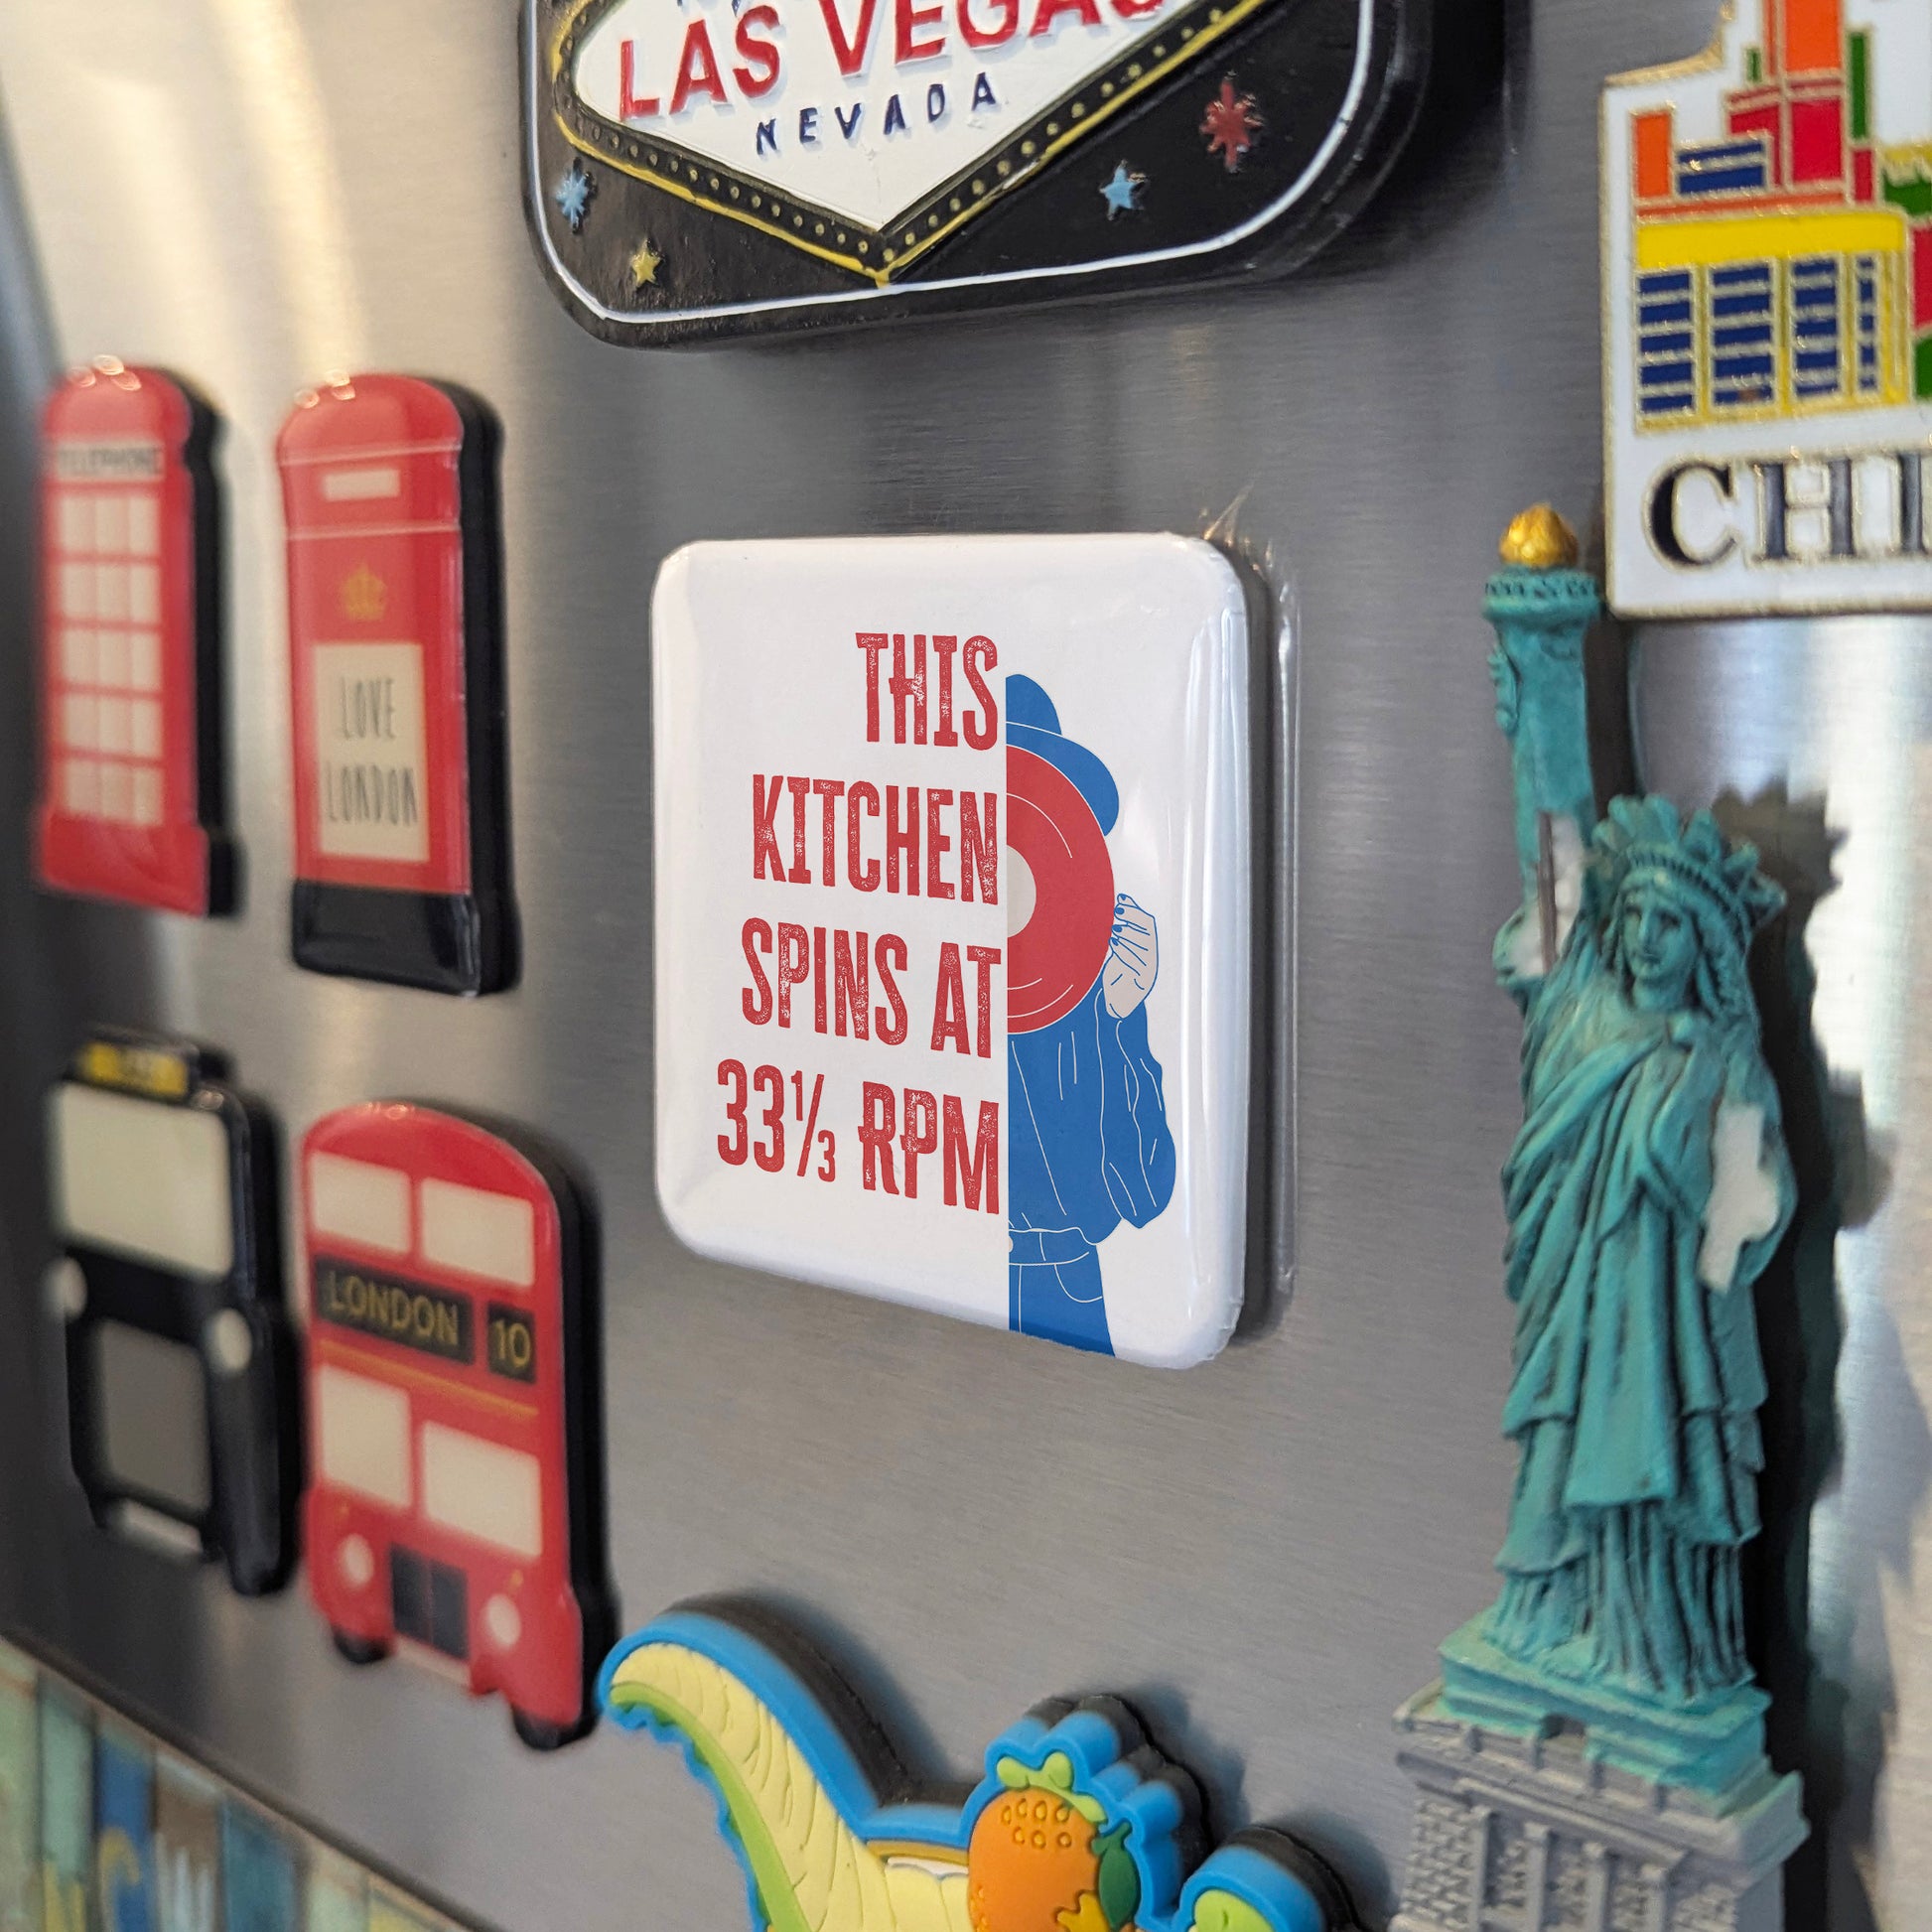 LAS VEGAS
NEVADA
TELEPHONE
LOVE
LONDON
CHI
THIS
KITCHEN
SPINS AT
33⅓ RPM
LONDON 10